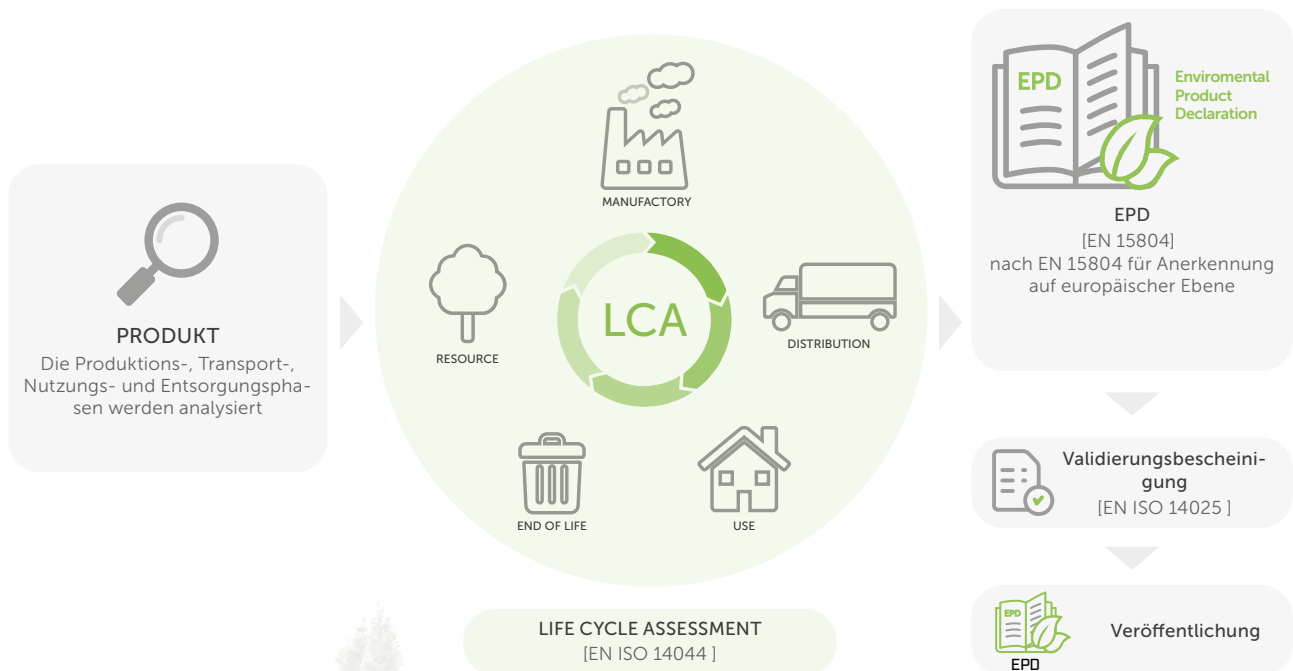 PRODUKT
Die Produktions-, Transport-,
Nutzungs- und Entsorgungspha-
sen werden analysiert
MANUFACTORY
RESOURCE
LCA
DISTRIBUTION
END OF LIFE
USE
LIFE CYCLE ASSESSMENT
[EN ISO 14044 ]
EPD
Enviromental
Product
Declaration
EPD
[EN 15804]
nach EN 15804 für Anerkennung
auf europäischer Ebene
Validierungsbescheini-
gung
[EN ISO 14025 ]
EPD
EPD
Veröffentlichung